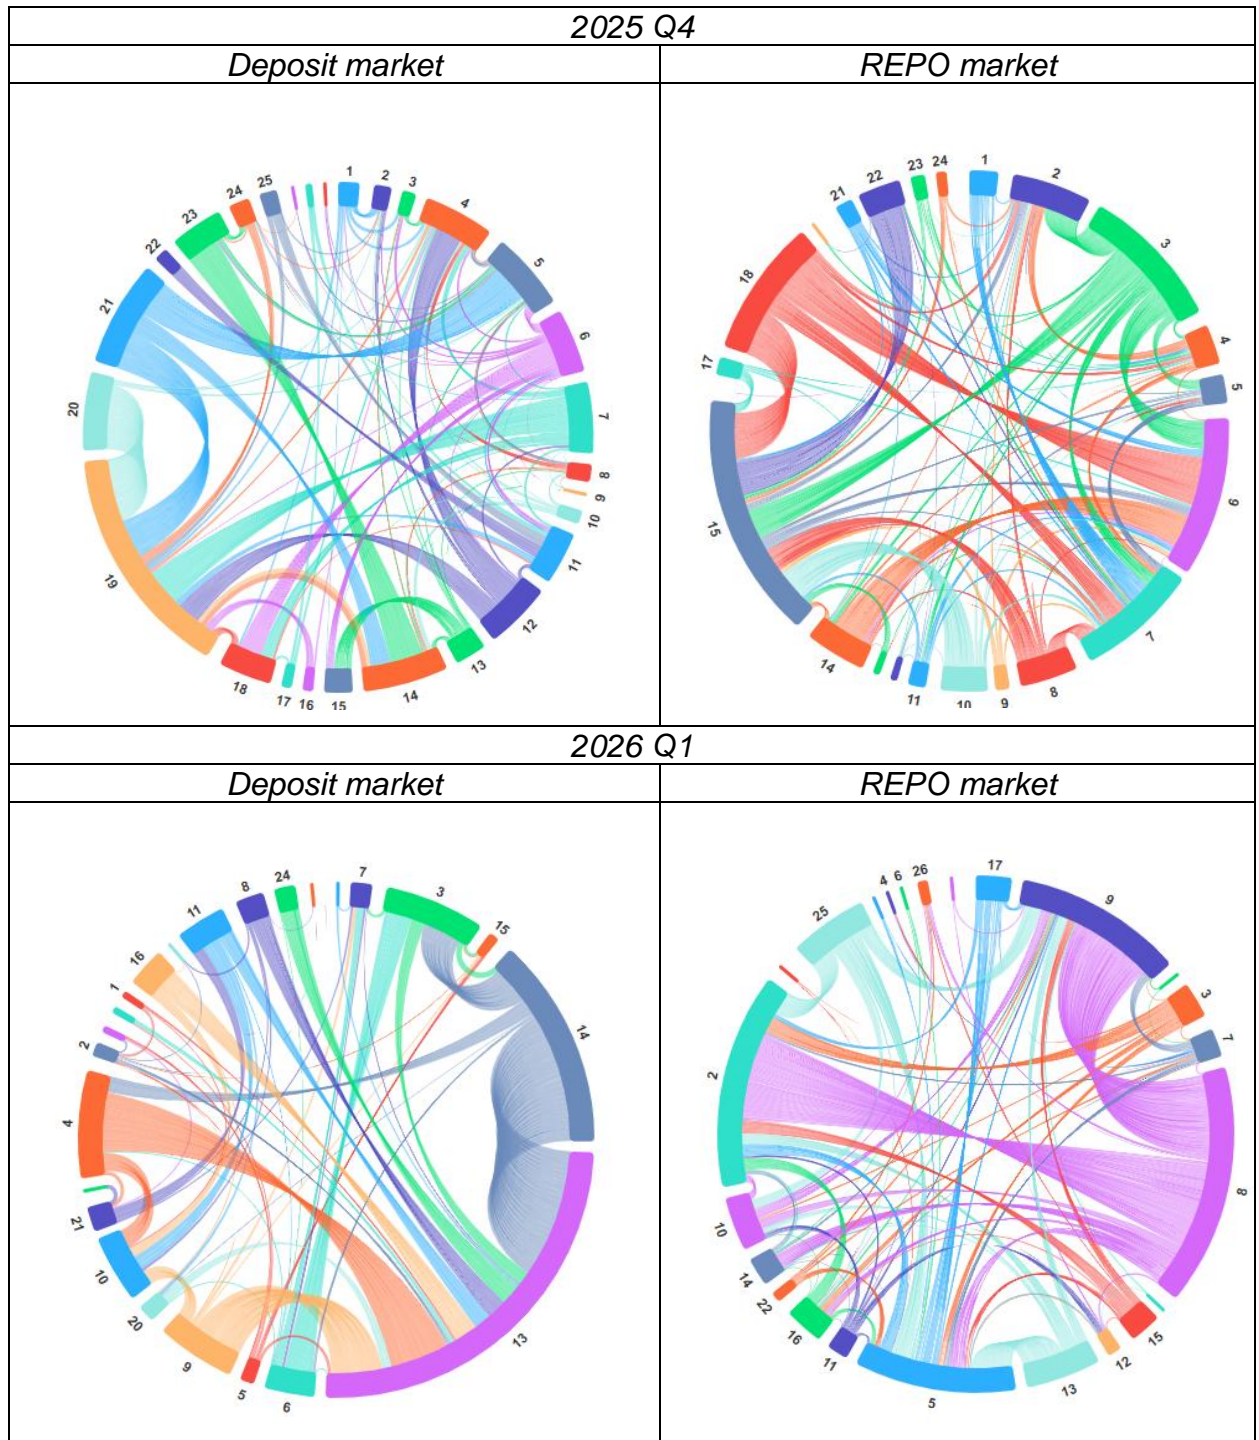 2025 Q4
Deposit market REPO market
1 2 3 4 5 6 7 8 9 10 11 12 13 14 15 16 17 18 19 20 21 22 23 24 25
1 2 3 4 5 6 7 8 9 10 11 14 15 17 18 21 22 23 24
2026 Q1
Deposit market REPO market
7 3 15 14 13 6 5 9 20 10 21 4 2 1 16 11 8 24
17 9 3 7 8 15 12 13 5 11 16 22 14 10 2 25 4 6 26